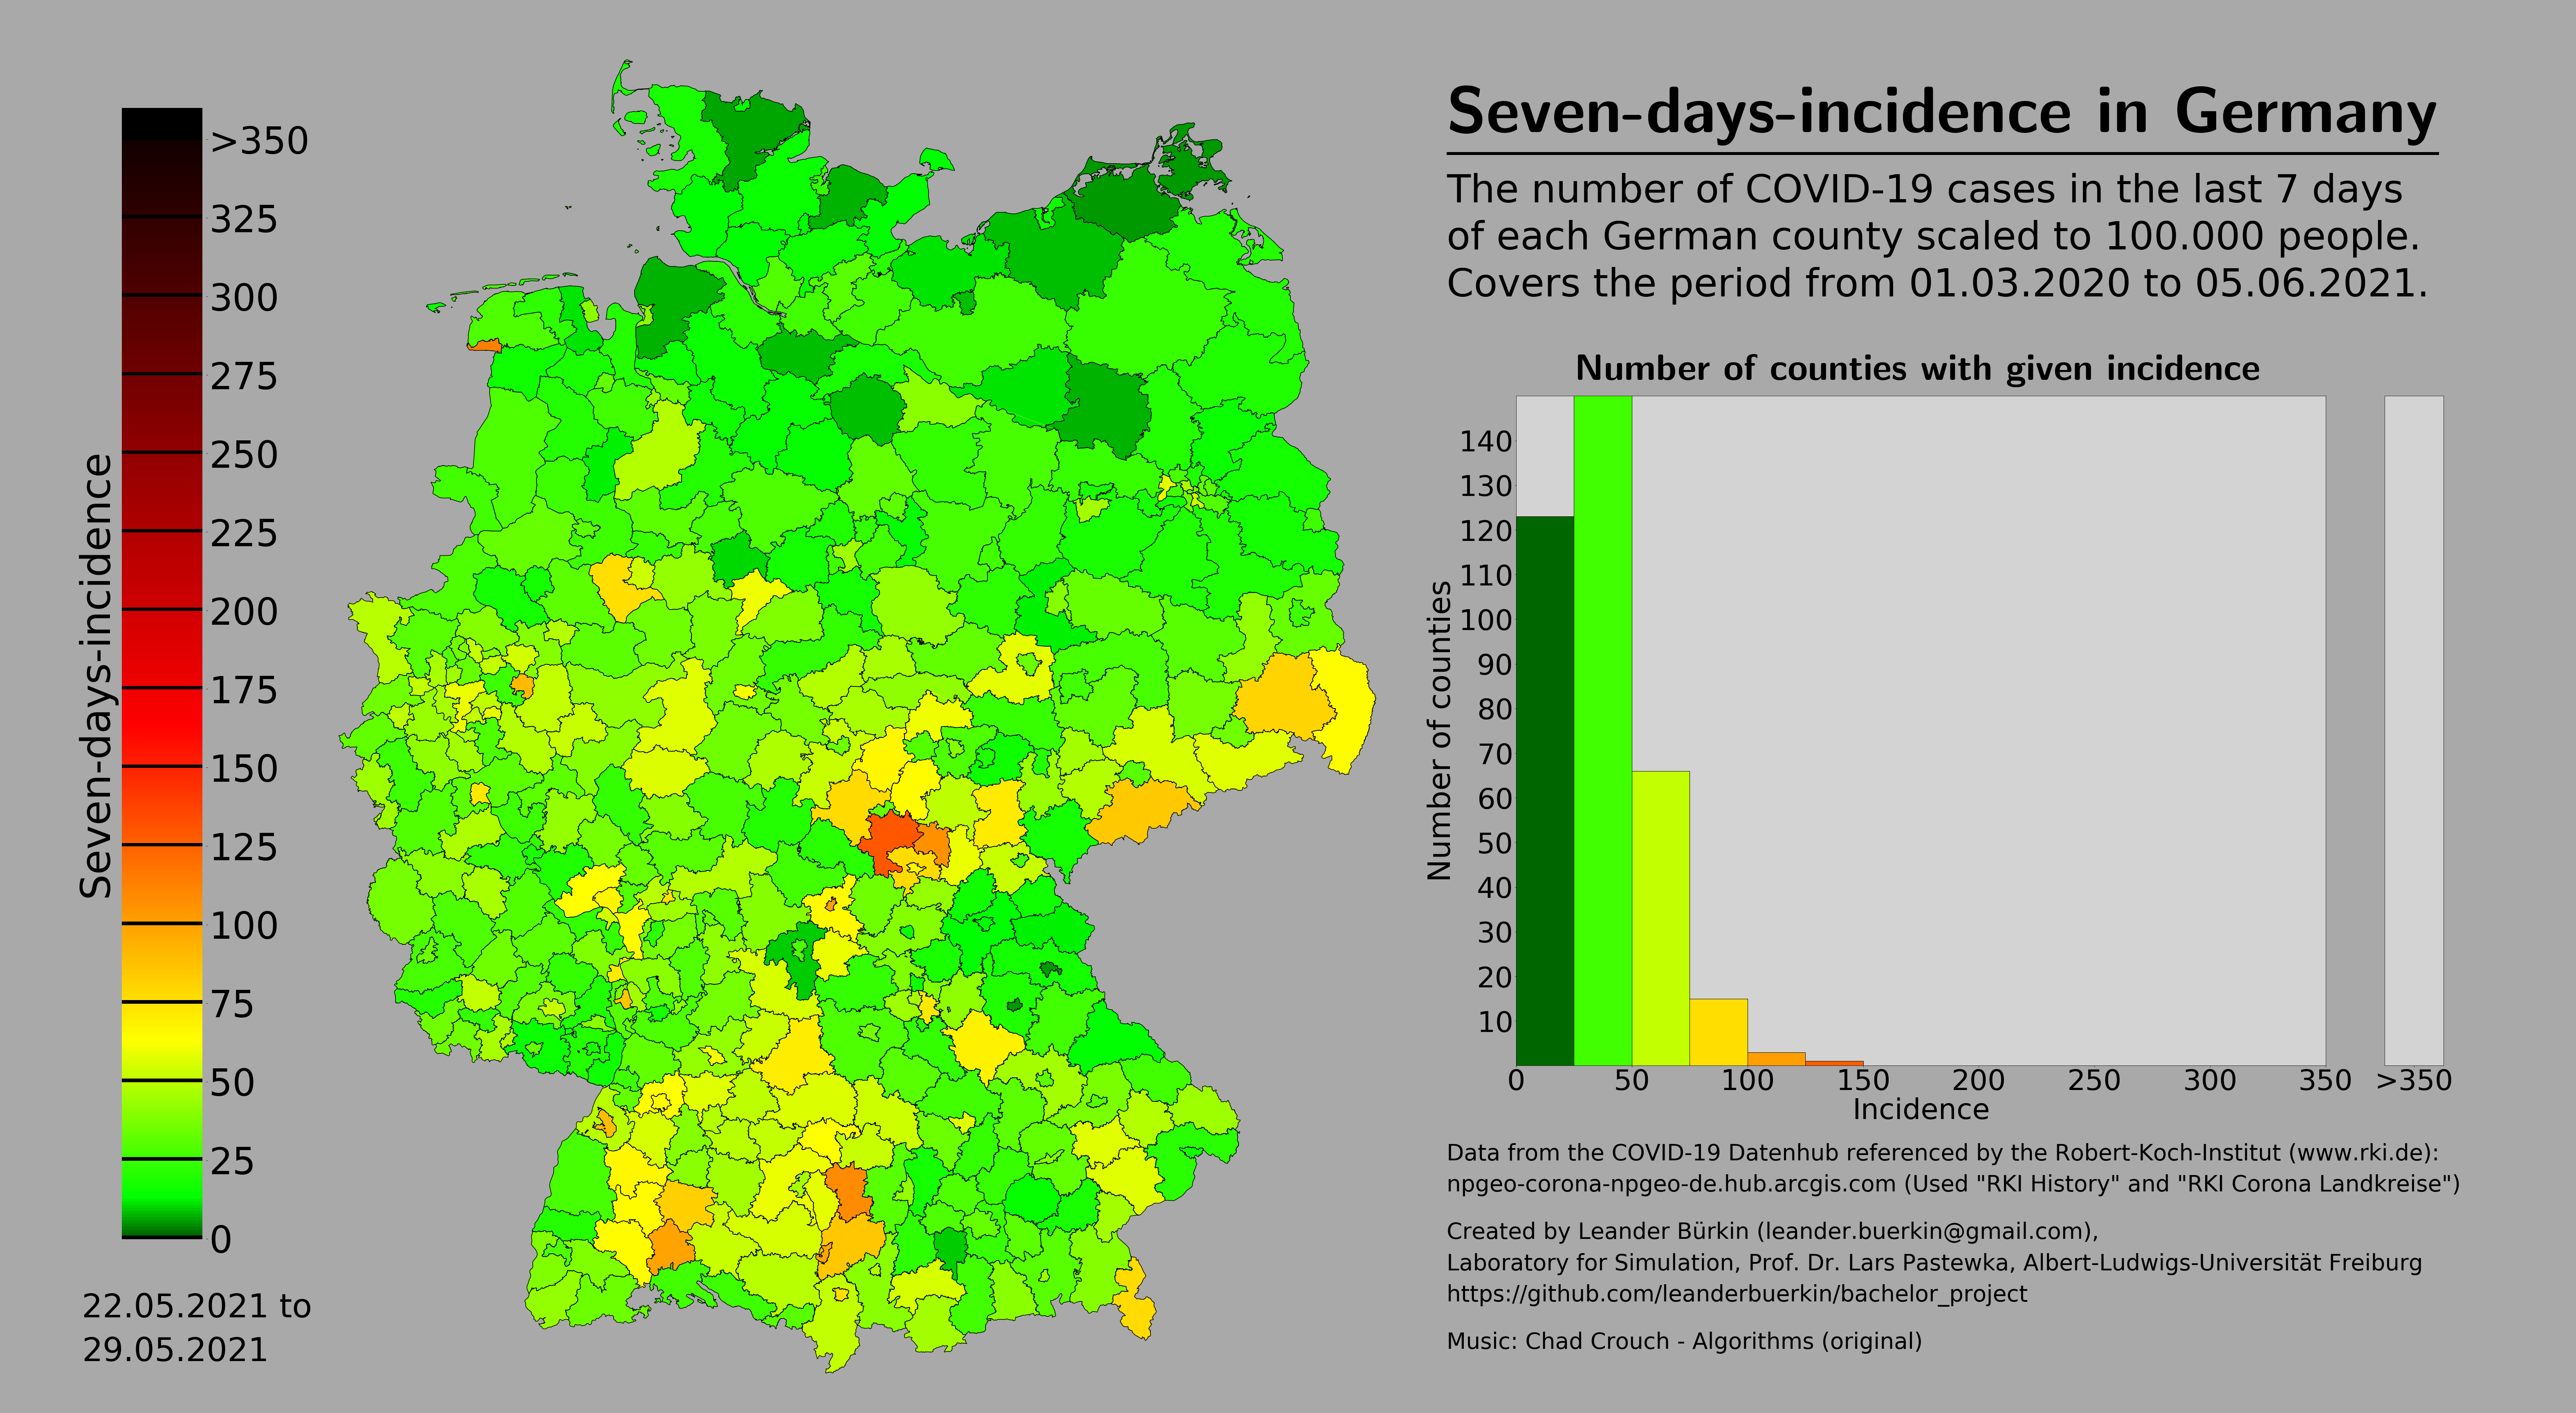 Seven-days-incidence in Germany
The number of COVID-19 cases in the last 7 days
of each German county scaled to 100.000 people.
Covers the period from 01.03.2020 to 05.06.2021.
Seven-days-incidence
>350
325
300
275
250
225
200
175
150
125
100
75
50
25
0
22.05.2021 to
29.05.2021
Number of counties with given incidence
Number of counties
140
130
120
110
100
90
80
70
60
50
40
30
20
10
0 50 100 150 200 250 300 350 >350
Incidence
Data from the COVID-19 Datenhub referenced by the Robert-Koch-Institut (www.rki.de):
npgeo-corona-npgeo-de.hub.arcgis.com (Used "RKI History" and "RKI Corona Landkreise")
Created by Leander Bürkin (leander.buerkin@gmail.com),
Laboratory for Simulation, Prof. Dr. Lars Pastewka, Albert-Ludwigs-Universität Freiburg
https://github.com/leanderbuerkin/bachelor_project
Music: Chad Crouch - Algorithms (original)